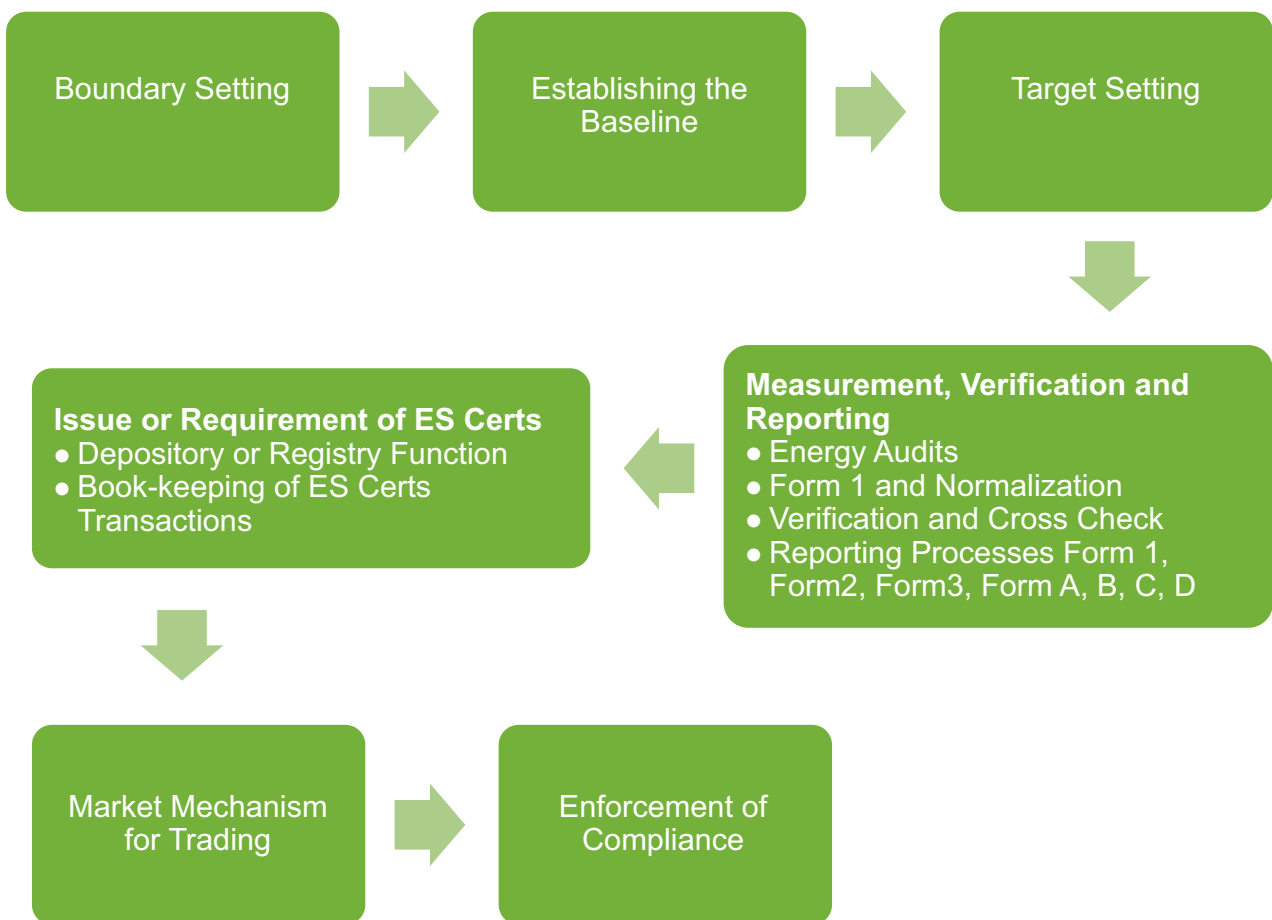 Boundary Setting
Establishing the
Baseline
Target Setting
Measurement, Verification and
Reporting
● Energy Audits
● Form 1 and Normalization
● Verification and Cross Check
● Reporting Processes Form 1,
Form2, Form3, Form A, B, C, D
Issue or Requirement of ES Certs
● Depository or Registry Function
● Book-keeping of ES Certs
Transactions
Market Mechanism
for Trading
Enforcement of
Compliance